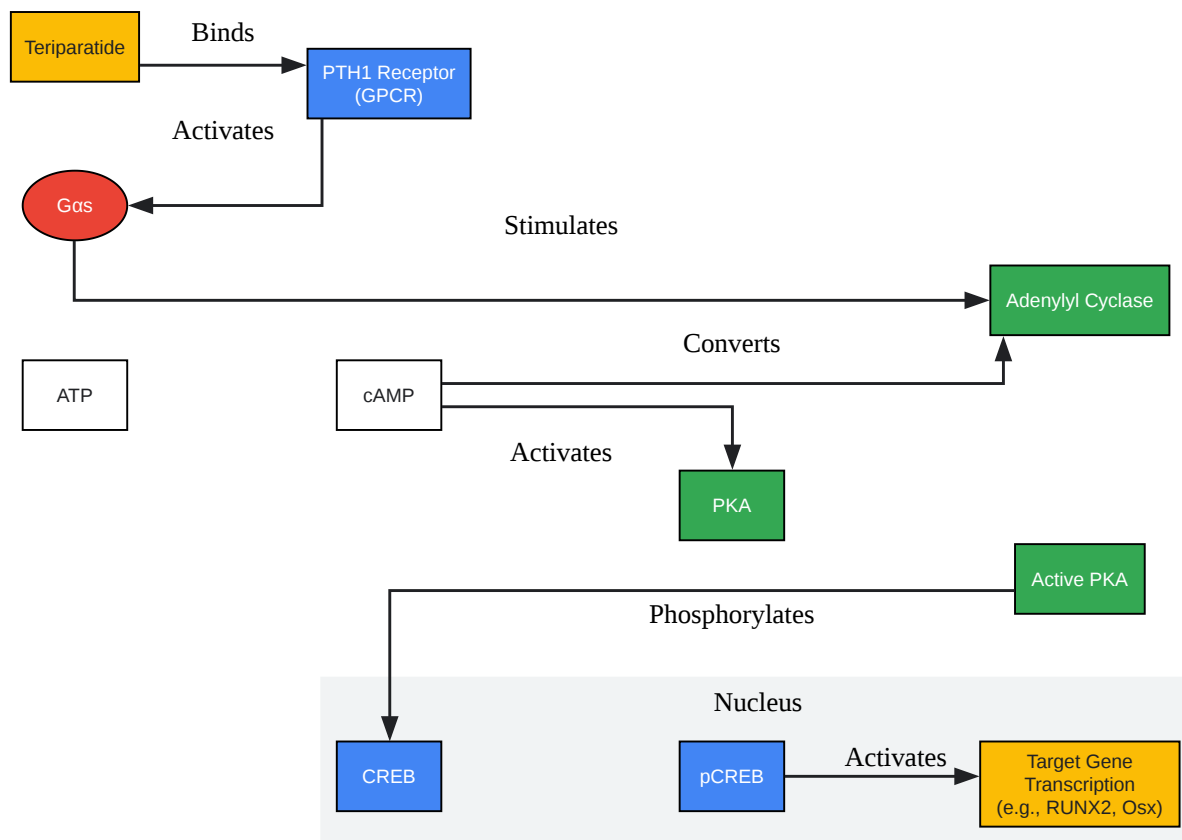 Teriparatide
Binds
PTH1 Receptor
(GPCR)
Activates
Gαs
Stimulates
Adenylyl Cyclase
Converts
ATP
cAMP
Activates
PKA
Active PKA
Phosphorylates
Nucleus
CREB
pCREB
Activates
Target Gene
Transcription
(e.g., RUNX2, Osx)